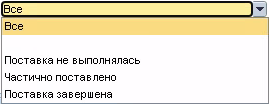 Все
Все
Поставка не выполнялась
Частично поставлено
Поставка завершена